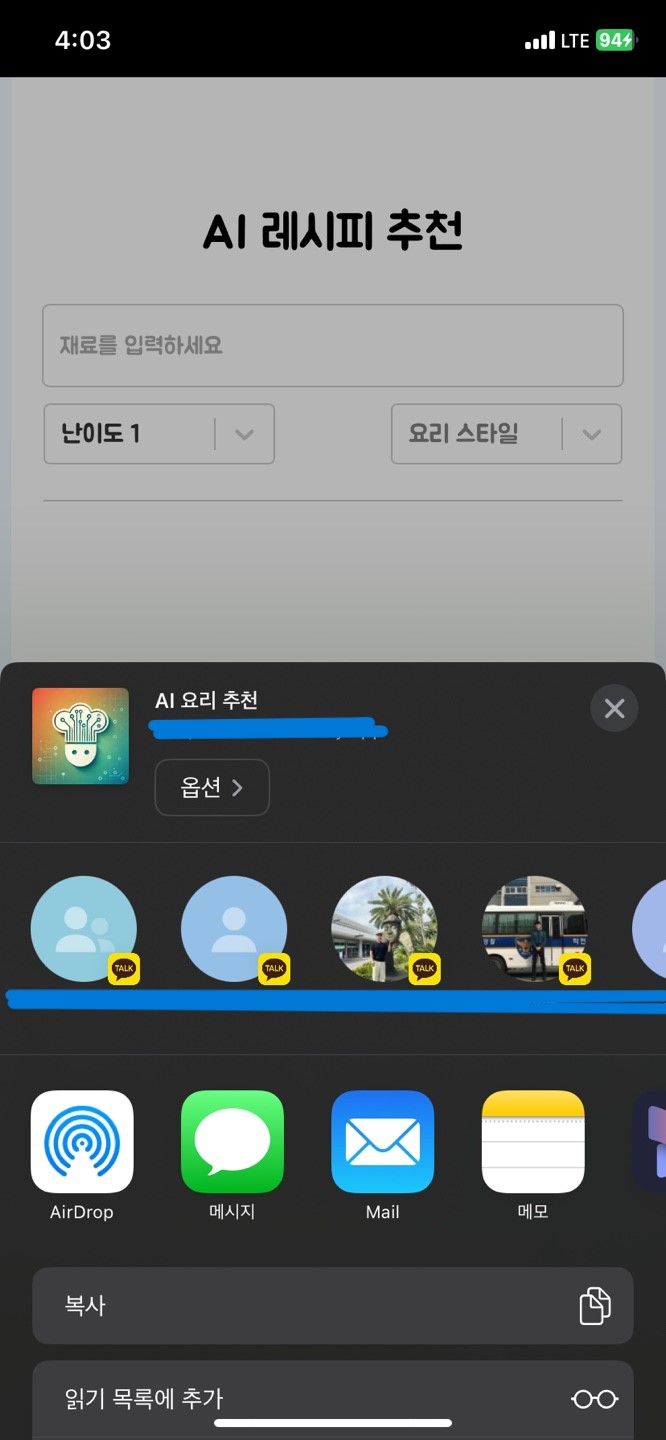 4:03
LTE 94
AI 레시피 추천
재료를 입력하세요
난이도 1
요리 스타일
AI 요리 추천
옵션
TALK TALK TALK TALK
AirDrop 메시지 Mail 메모
복사
읽기 목록에 추가